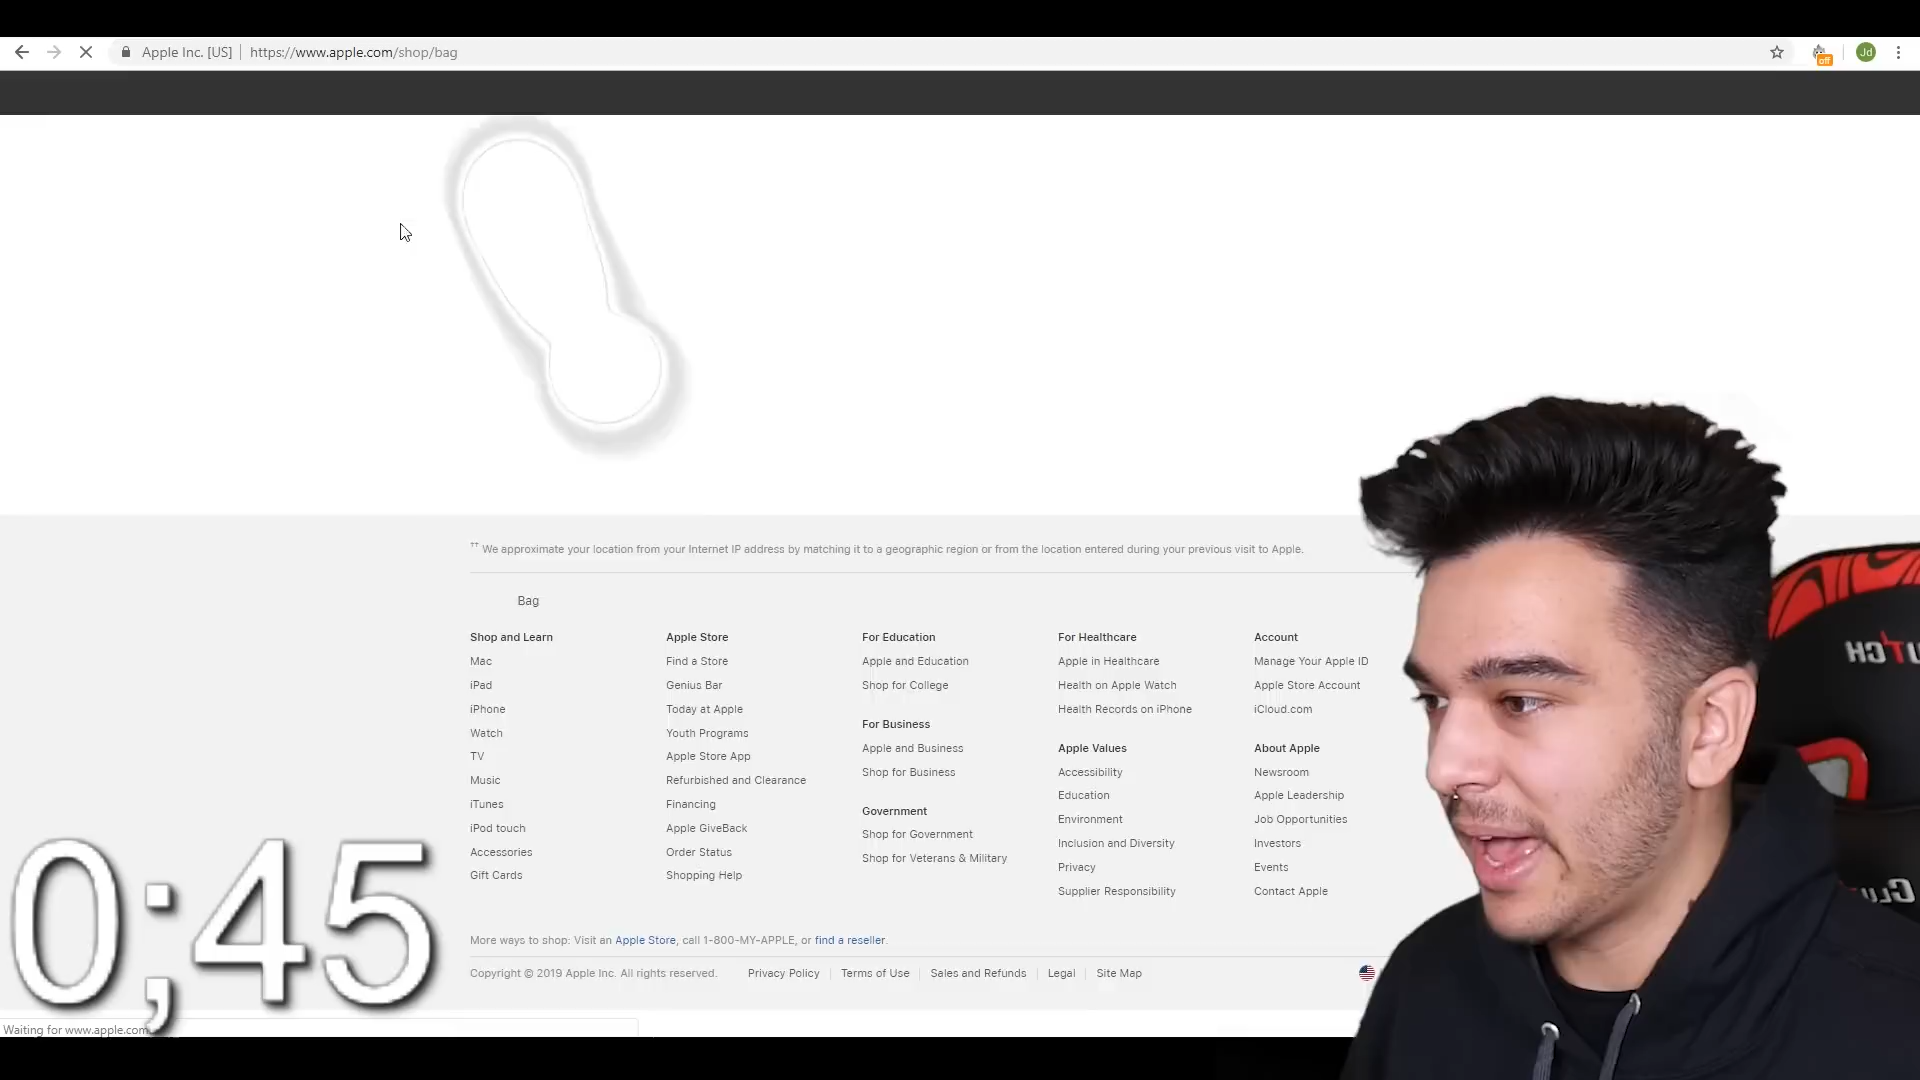 Apple Inc. [US] | https://www.apple.com/shop/bag
off
Jd
†† We approximate your location from your Internet IP address by matching it to a geographic region or from the location entered during your previous visit to Apple.
Bag
Shop and Learn
Mac
iPad
iPhone
Watch
TV
Music
iTunes
iPod touch
Accessories
Gift Cards
Apple Store
Find a Store
Genius Bar
Today at Apple
Youth Programs
Apple Store App
Refurbished and Clearance
Financing
Apple GiveBack
Order Status
Shopping Help
For Education
Apple and Education
Shop for College
For Business
Apple and Business
Shop for Business
Government
Shop for Government
Shop for Veterans & Military
For Healthcare
Apple in Healthcare
Health on Apple Watch
Health Records on iPhone
Apple Values
Accessibility
Education
Environment
Inclusion and Diversity
Privacy
Supplier Responsibility
Account
Manage Your Apple ID
Apple Store Account
iCloud.com
About Apple
Newsroom
Apple Leadership
Job Opportunities
Investors
Events
Contact Apple
More ways to shop: Visit an Apple Store, call 1-800-MY-APPLE, or find a reseller.
Copyright © 2019 Apple Inc. All rights reserved. Privacy Policy | Terms of Use | Sales and Refunds | Legal | Site Map
0;45
Waiting for www.apple.com